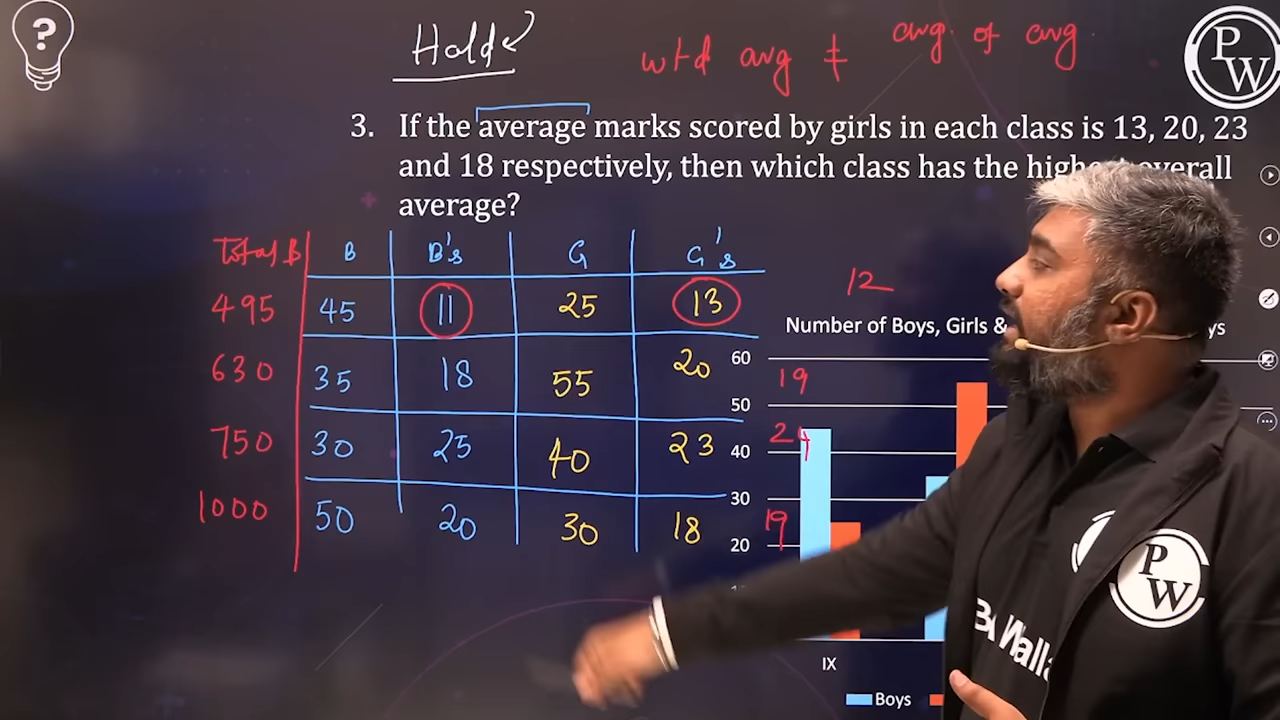 ?
Hold
wtd avg ≠ avg. of avg.
PW
3. If the average marks scored by girls in each class is 13, 20, 23
and 18 respectively, then which class has the highest overall
average?
Total B B B's G G's
495 45 11 25 13 12
630 35 18 55 20 19
750 30 25 40 23 24
1000 50 20 30 18 19
Number of Boys, Girls &
60
50
40
30
20
IX
Boys
PW